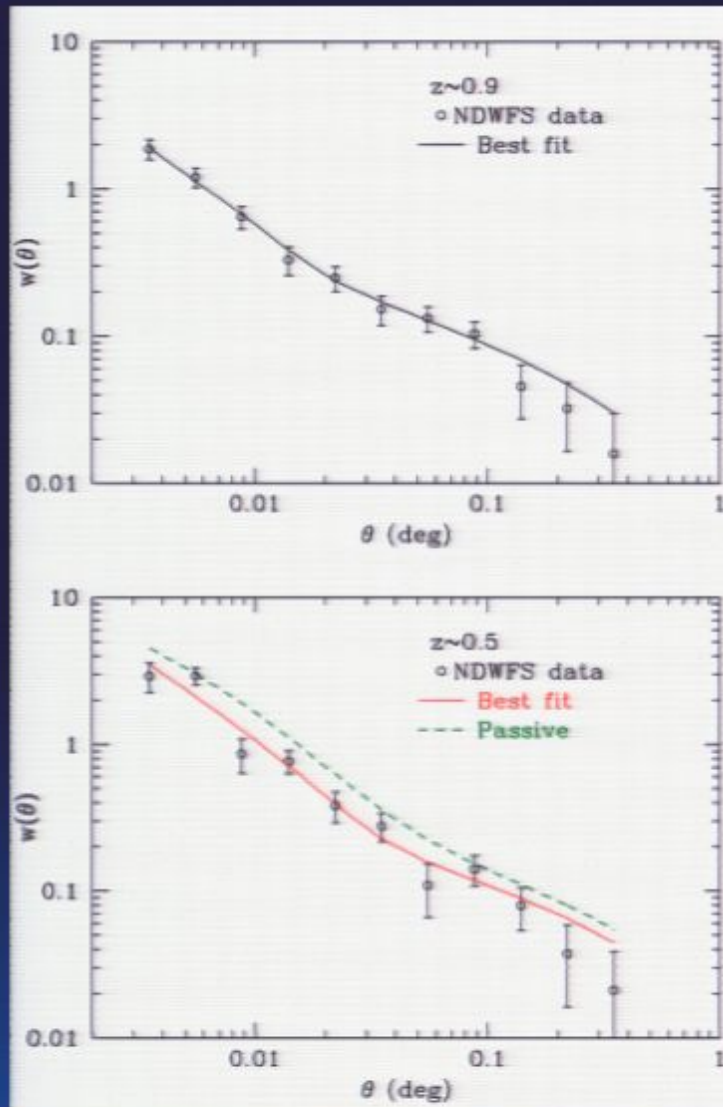 10
1
0.1
0.01
w(θ)
z~0.9
NDWFS data
Best fit
0.01
0.1
1
θ (deg)
10
1
0.1
0.01
w(θ)
z~0.5
NDWFS data
Best fit
Passive
0.01
0.1
1
θ (deg)